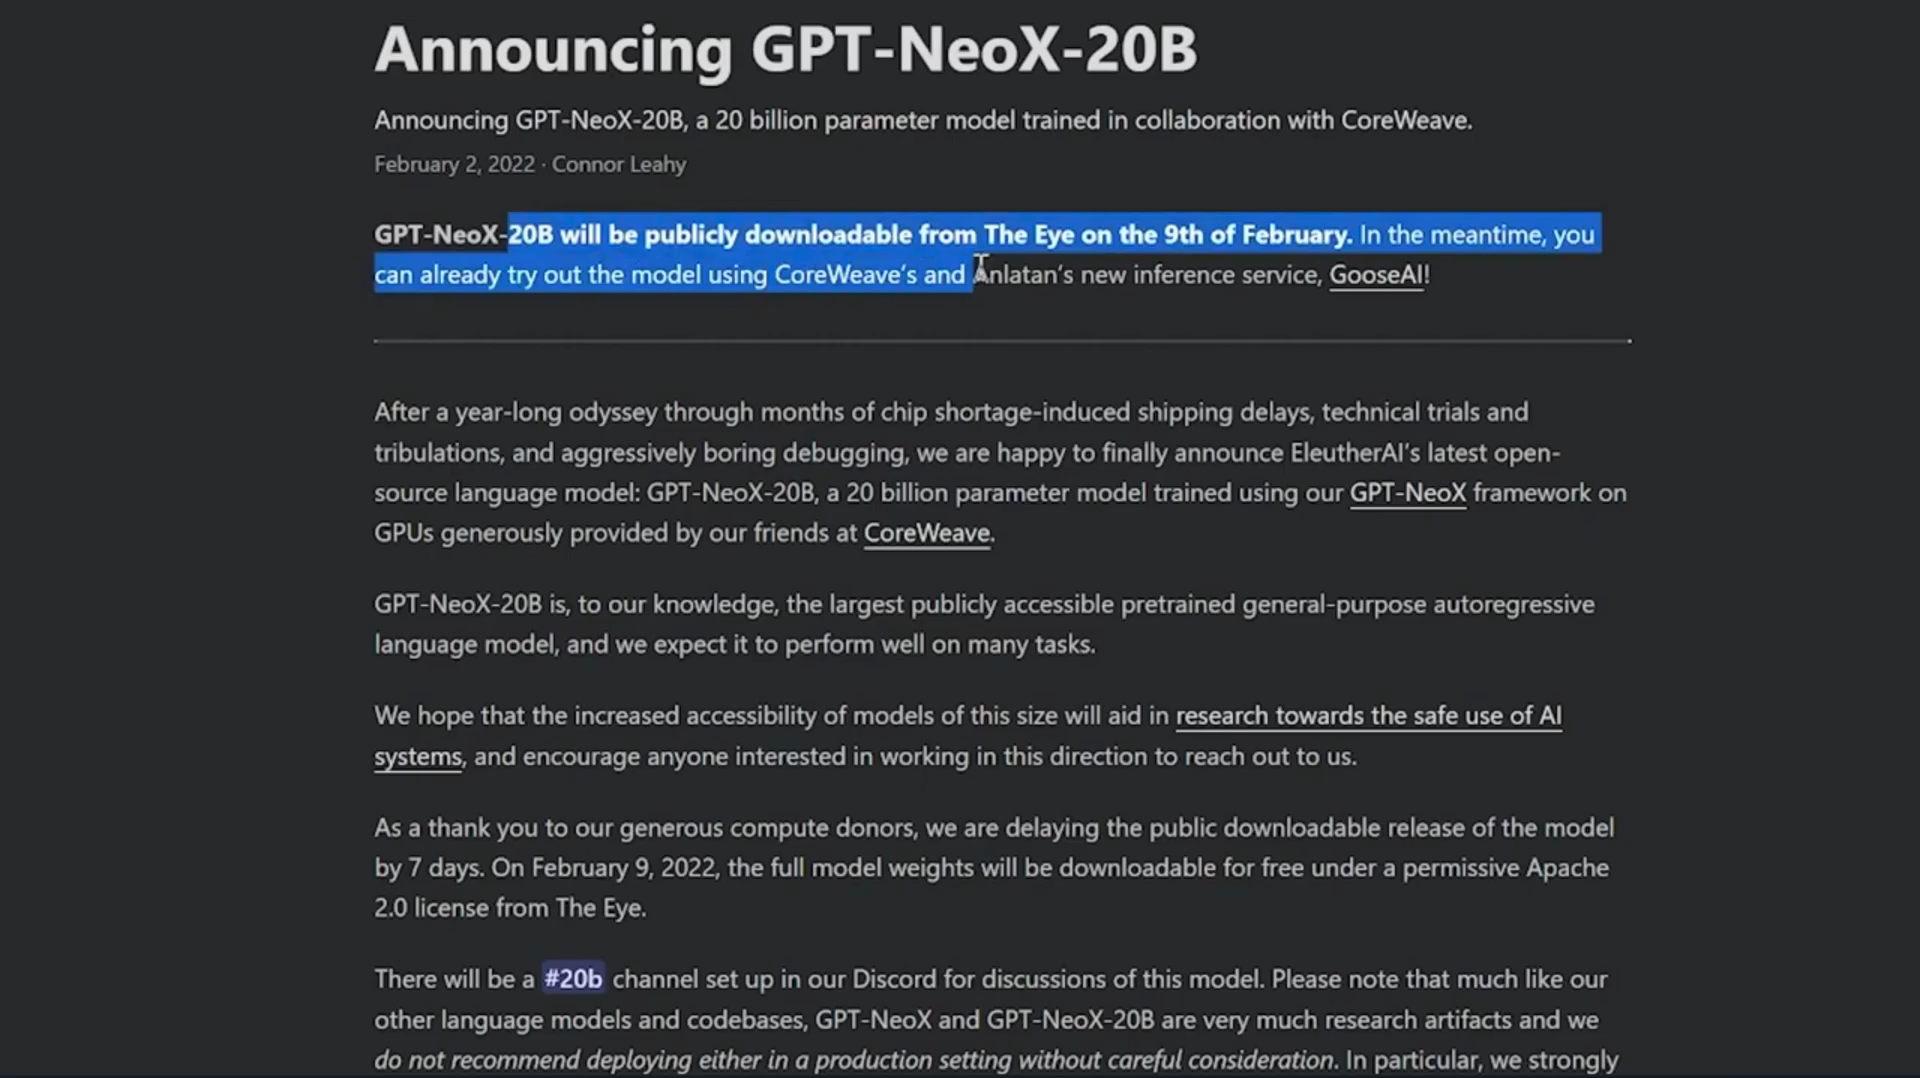 Announcing GPT-NeoX-20B
Announcing GPT-NeoX-20B, a 20 billion parameter model trained in collaboration with CoreWeave.
February 2, 2022 · Connor Leahy
GPT-NeoX-20B will be publicly downloadable from The Eye on the 9th of February. In the meantime, you
can already try out the model using CoreWeave’s and Anlatan’s new inference service, GooseAI!
After a year-long odyssey through months of chip shortage-induced shipping delays, technical trials and
tribulations, and aggressively boring debugging, we are happy to finally announce EleutherAI’s latest open-
source language model: GPT-NeoX-20B, a 20 billion parameter model trained using our GPT-NeoX framework on
GPUs generously provided by our friends at CoreWeave.
GPT-NeoX-20B is, to our knowledge, the largest publicly accessible pretrained general-purpose autoregressive
language model, and we expect it to perform well on many tasks.
We hope that the increased accessibility of models of this size will aid in research towards the safe use of AI
systems, and encourage anyone interested in working in this direction to reach out to us.
As a thank you to our generous compute donors, we are delaying the public downloadable release of the model
by 7 days. On February 9, 2022, the full model weights will be downloadable for free under a permissive Apache
2.0 license from The Eye.
There will be a #20b channel set up in our Discord for discussions of this model. Please note that much like our
other language models and codebases, GPT-NeoX and GPT-NeoX-20B are very much research artifacts and we
do not recommend deploying either in a production setting without careful consideration. In particular, we strongly